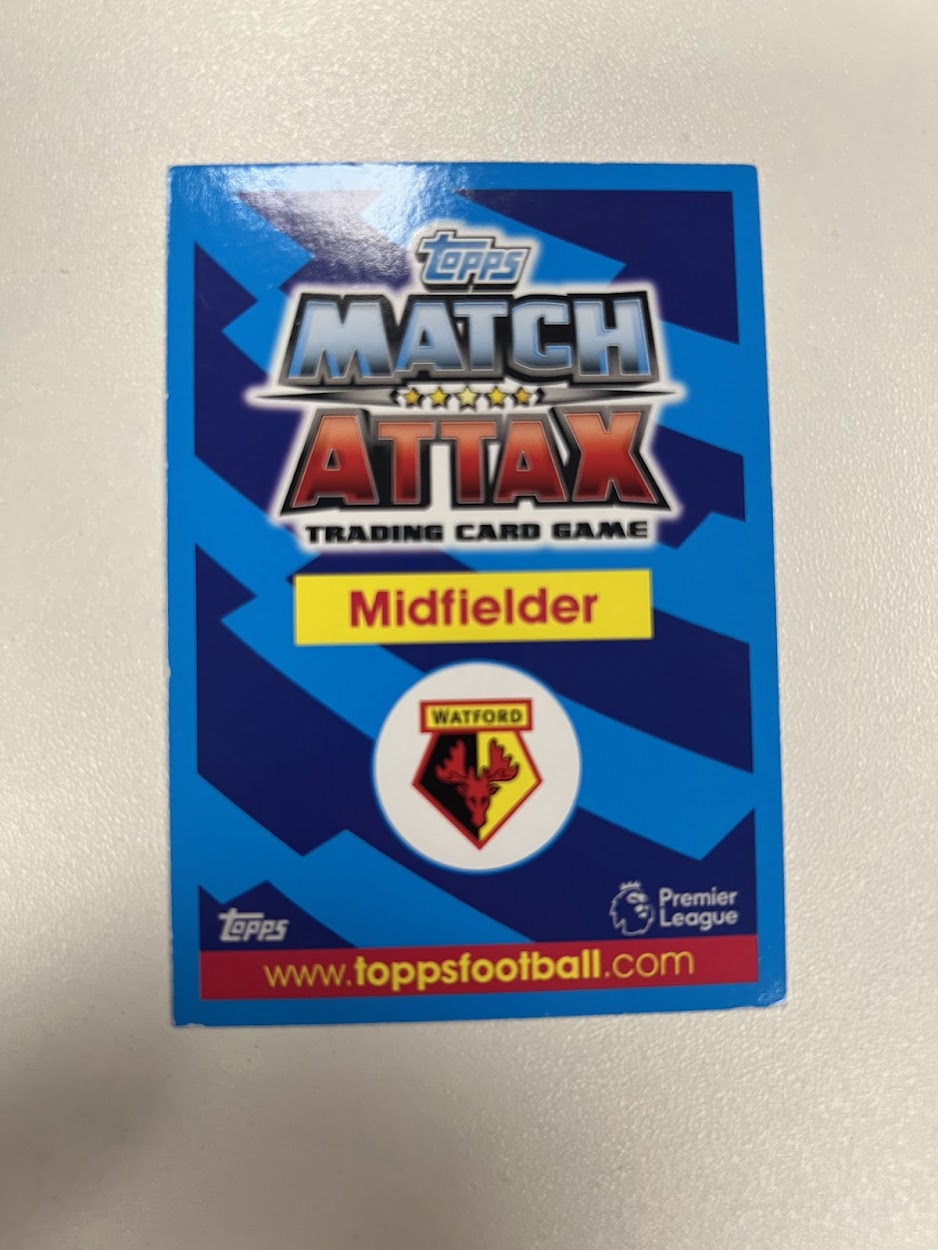 topps
MATCH
ATTAX
TRADING CARD GAME
Midfielder
WATFORD
topps
Premier
League
www.toppsfootball.com